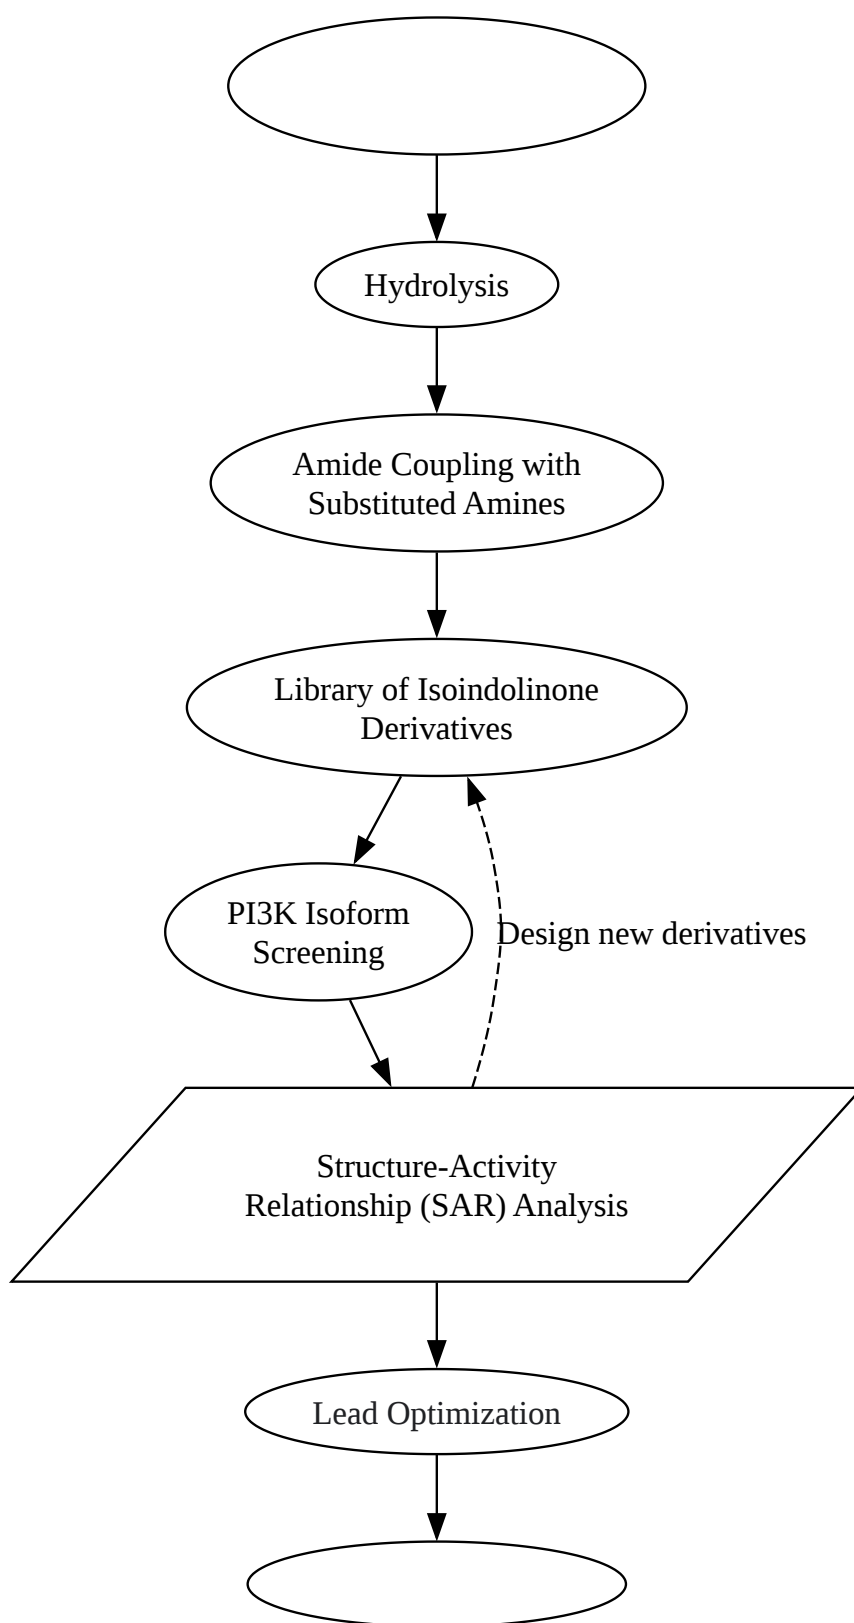 Hydrolysis
Amide Coupling with
Substituted Amines
Library of Isoindolinone
Derivatives
PI3K Isoform
Screening
Design new derivatives
Structure-Activity
Relationship (SAR) Analysis
Lead Optimization